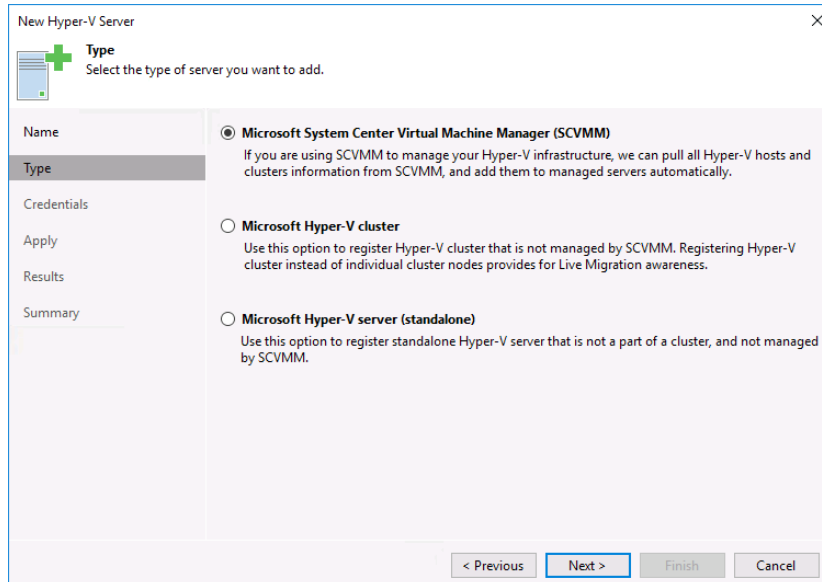 New Hyper-V Server
Type
Select the type of server you want to add.
Name
Type
Credentials
Apply
Results
Summary
Microsoft System Center Virtual Machine Manager (SCVMM)
If you are using SCVMM to manage your Hyper-V infrastructure, we can pull all Hyper-V hosts and
clusters information from SCVMM, and add them to managed servers automatically.
Microsoft Hyper-V cluster
Use this option to register Hyper-V cluster that is not managed by SCVMM. Registering Hyper-V
cluster instead of individual cluster nodes provides for Live Migration awareness.
Microsoft Hyper-V server (standalone)
Use this option to register standalone Hyper-V server that is not a part of a cluster, and not managed
by SCVMM.
< Previous
Next >
Finish
Cancel